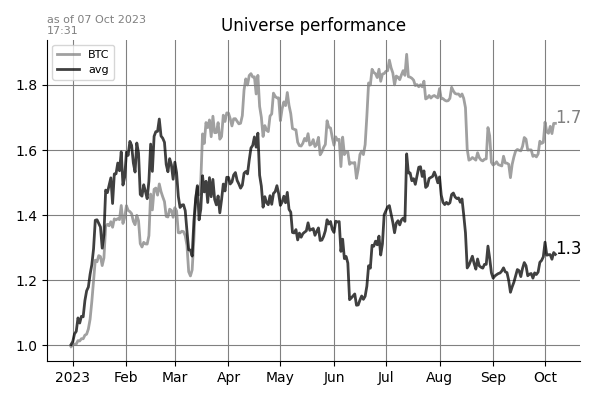 as of 07 Oct 2023
17:31
Universe performance
BTC
avg
1.8
1.6
1.4
1.2
1.0
1.7
1.3
2023 Feb Mar Apr May Jun Jul Aug Sep Oct